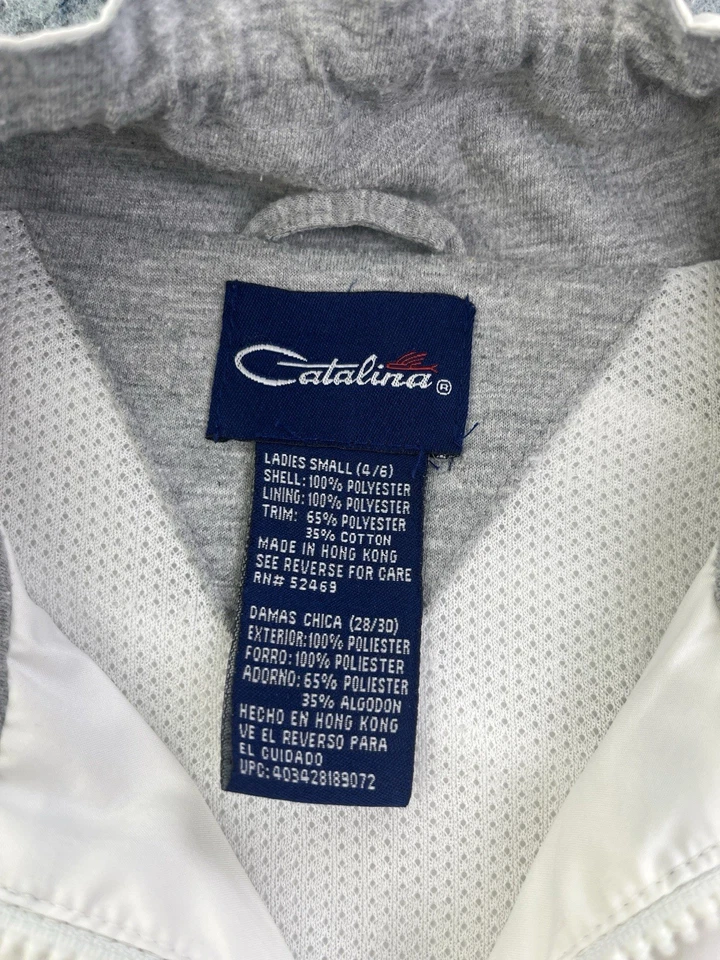 Catalina ®
LADIES SMALL (4/6)
SHELL: 100% POLYESTER
LINING: 100% POLYESTER
TRIM: 65% POLYESTER
35% COTTON
MADE IN HONG KONG
SEE REVERSE FOR CARE
RN# 52469
DAMAS CHICA (28/30)
EXTERIOR: 100% POLIESTER
FORRO: 100% POLIESTER
ADORNO: 65% POLIESTER
35% ALGODON
HECHO EN HONG KONG
VE EL REVERSO PARA
EL CUIDADO
UPC: 403428189072